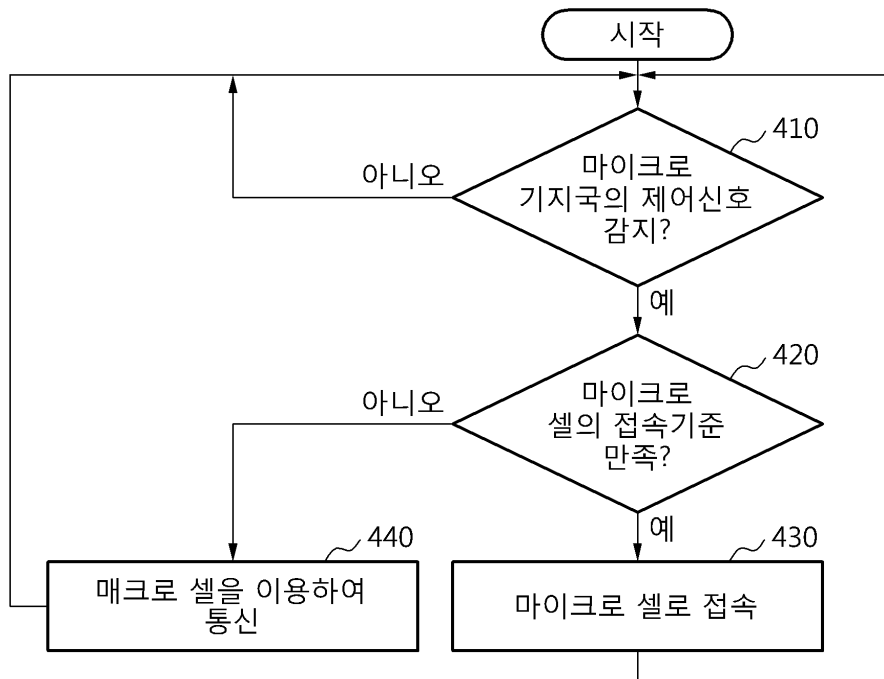 시작
410
마이크로
기지국의 제어신호
감지?
아니오
예
420
마이크로
셀의 접속기준
만족?
아니오
예
440
매크로 셀을 이용하여
통신
430
마이크로 셀로 접속